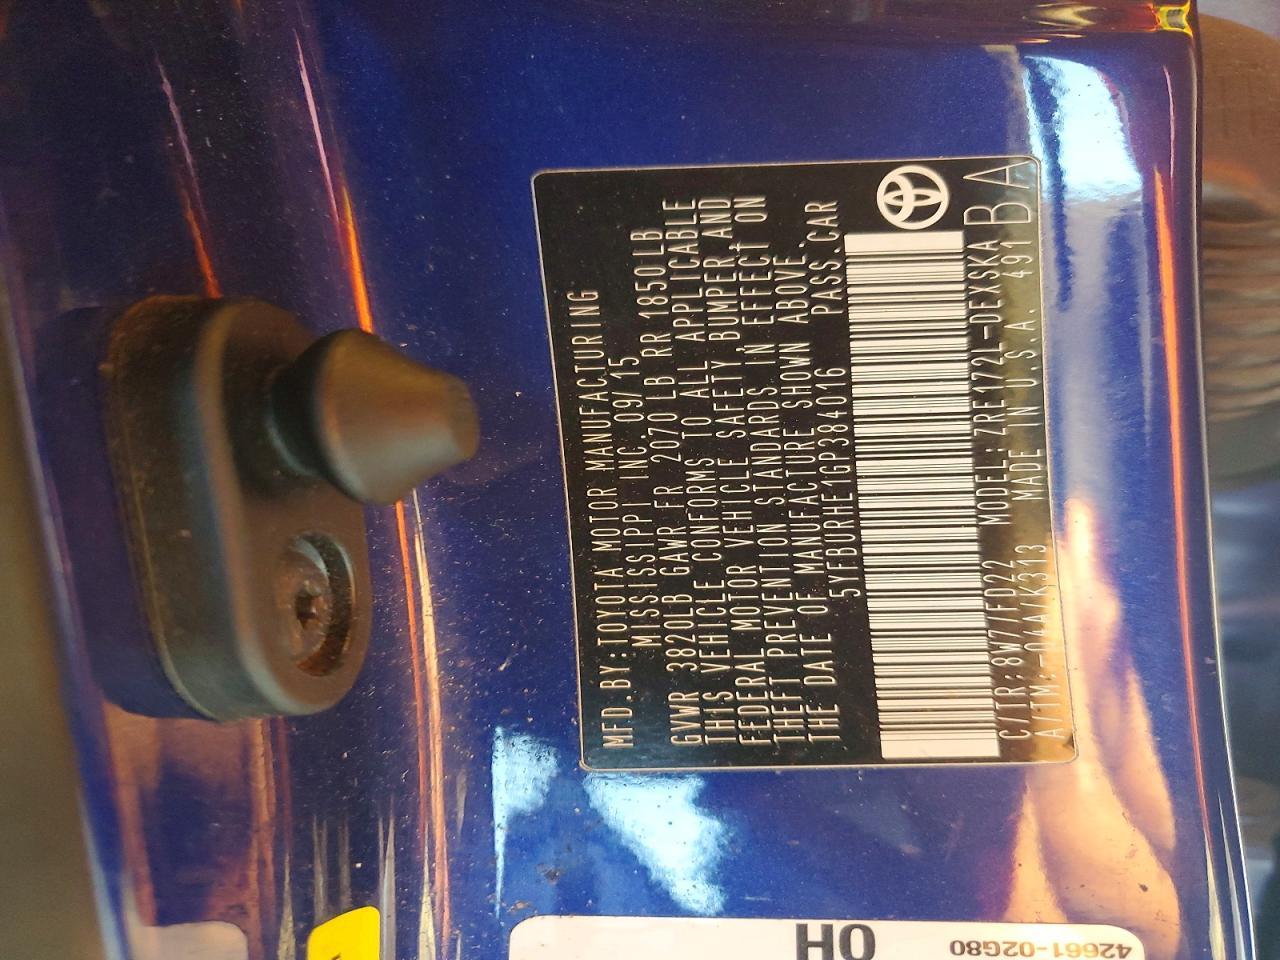 MFD.BY:TOYOTA MOTOR MANUFACTURING
MISSISSIPPI INC. 09/15
GVWR 3820LB GAWR FR 2070 LB RR 1850LB
THIS VEHICLE CONFORMS TO ALL APPLICABLE
FEDERAL MOTOR VEHICLE SAFETY, BUMPER, AND
THEFT PREVENTION STANDARDS IN EFFECT ON
THE DATE OF MANUFACTURE SHOWN ABOVE.
5YFBURHE1GP384016 PASS.CAR
C/TR:8W7/FD22 MODEL:ZRE172L-DEXSKA BA
A/TM:-04A/K313 MADE IN U.S.A. 491
HO
42661-02G80